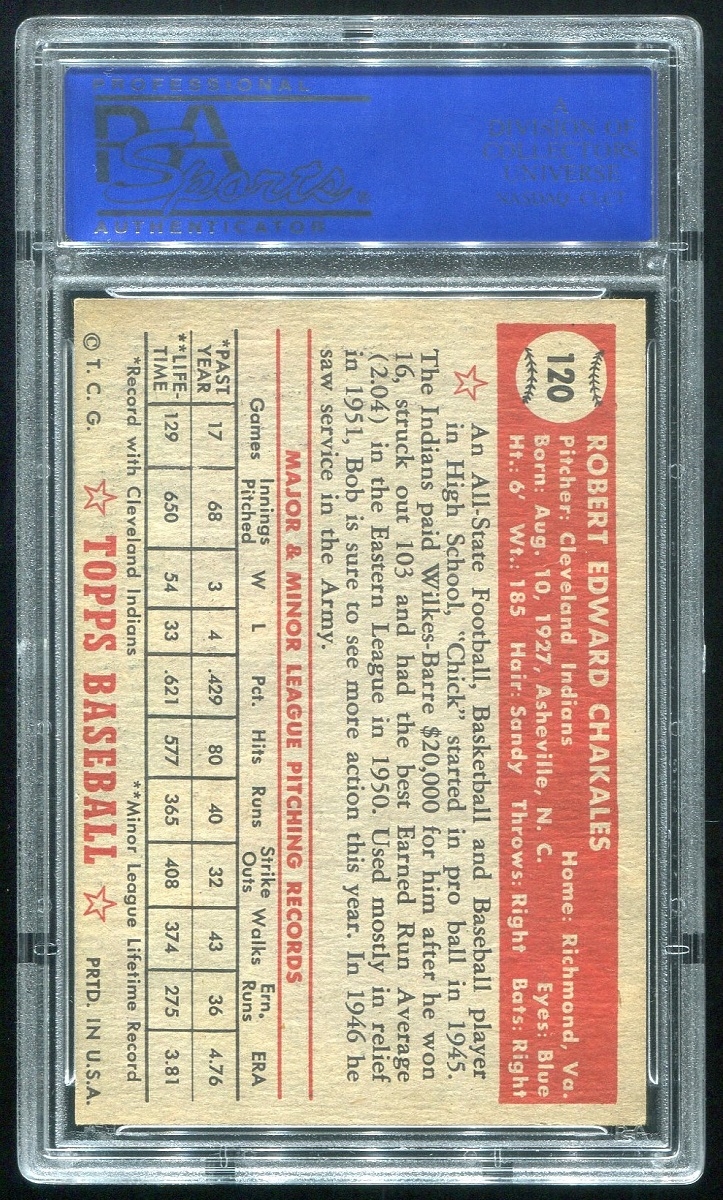 PROFESSIONAL
PSA
Sports
AUTHENTICATOR
A
DIVISION OF
COLLECTORS
UNIVERSE
NASDAQ: CLCT
120
ROBERT EDWARD CHAKALES
Pitcher: Cleveland Indians Home: Richmond, Va.
Born: Aug. 10, 1927, Asheville, N. C. Eyes: Blue
Ht.: 6' Wt.: 185 Hair: Sandy Throws: Right Bats: Right
An All-State Football, Basketball and Baseball player
in High School, "Chick" started in pro ball in 1945.
The Indians paid Wilkes-Barre $20,000 for him after he won
16, struck out 103 and had the best Earned Run Average
(2.04) in the Eastern League in 1950. Used mostly in relief
in 1951, Bob is sure to see more action this year. In 1946 he
saw service in the Army.
MAJOR & MINOR LEAGUE PITCHING RECORDS
Games Innings Pitched W L Pct. Hits Runs Strike Outs Walks Ern. Runs ERA
*PAST YEAR 17 68 3 4 .429 80 40 32 43 36 4.76
**LIFE-TIME 129 650 54 33 .621 577 365 408 374 275 3.81
*Record with Cleveland Indians **Minor League Lifetime Record
© T. C. G. TOPPS BASEBALL PRTD. IN U.S.A.